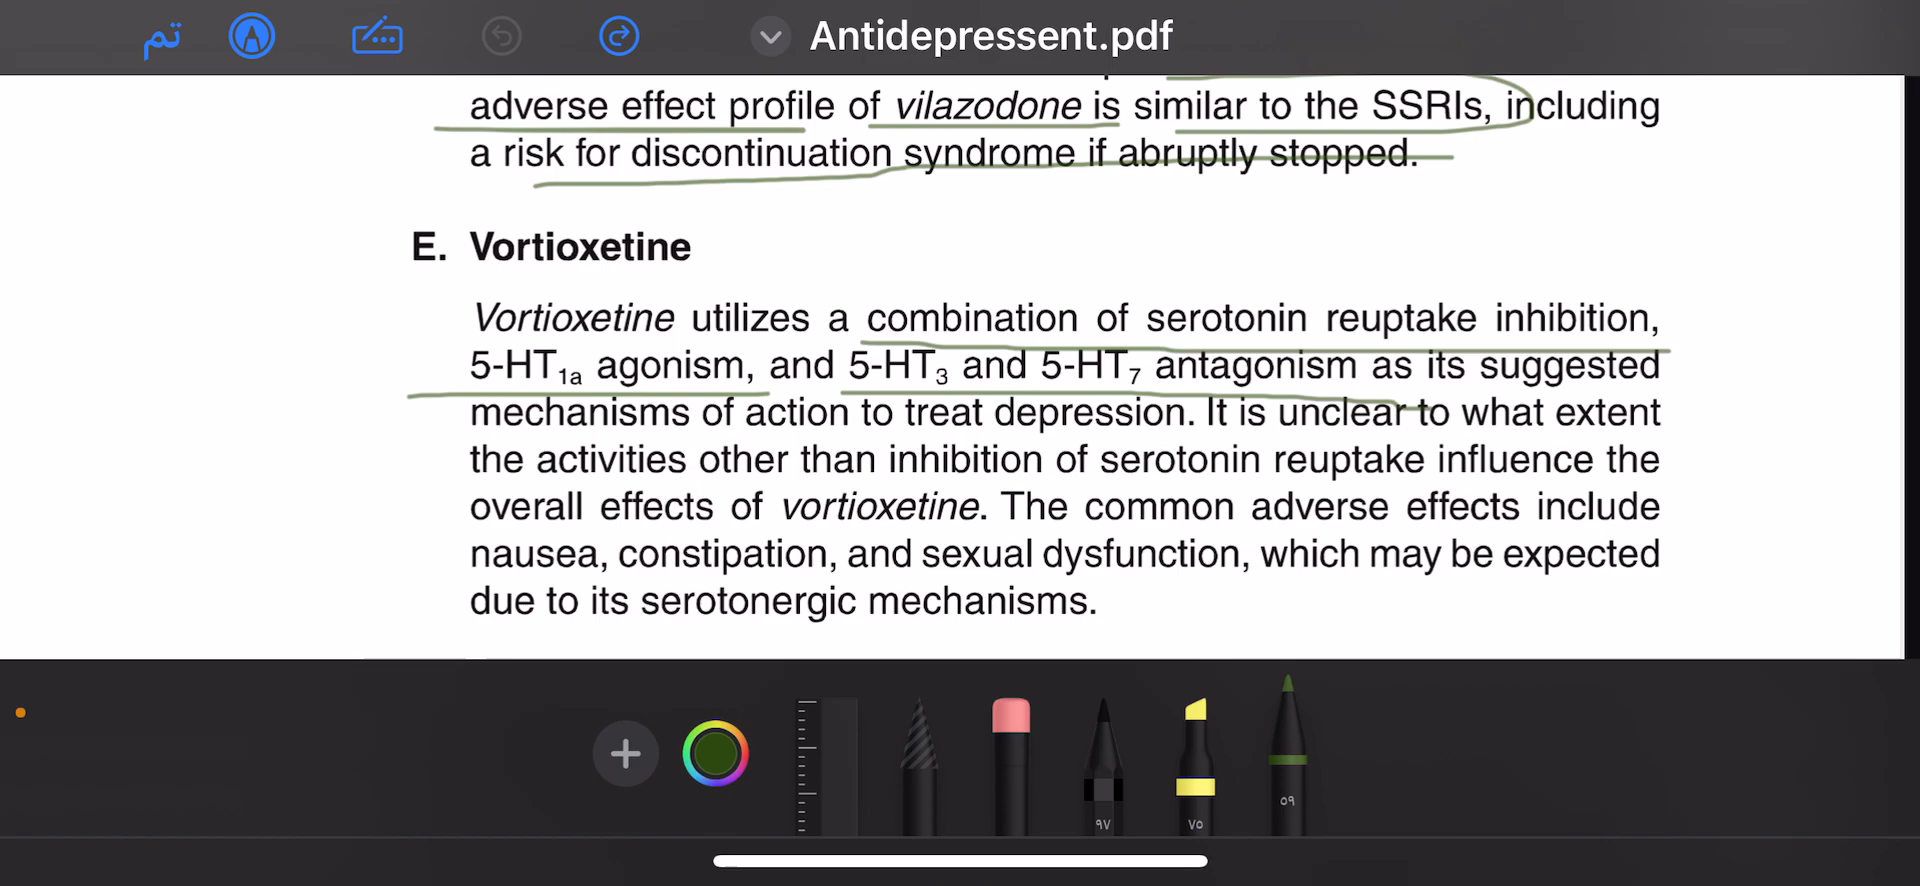 تم
Antidepressent.pdf
adverse effect profile of vilazodone is similar to the SSRIs, including
a risk for discontinuation syndrome if abruptly stopped.
E. Vortioxetine
Vortioxetine utilizes a combination of serotonin reuptake inhibition,
5-HT1a agonism, and 5-HT3 and 5-HT7 antagonism as its suggested
mechanisms of action to treat depression. It is unclear to what extent
the activities other than inhibition of serotonin reuptake influence the
overall effects of vortioxetine. The common adverse effects include
nausea, constipation, and sexual dysfunction, which may be expected
due to its serotonergic mechanisms.
٩٧ ٧٥ ٥٩